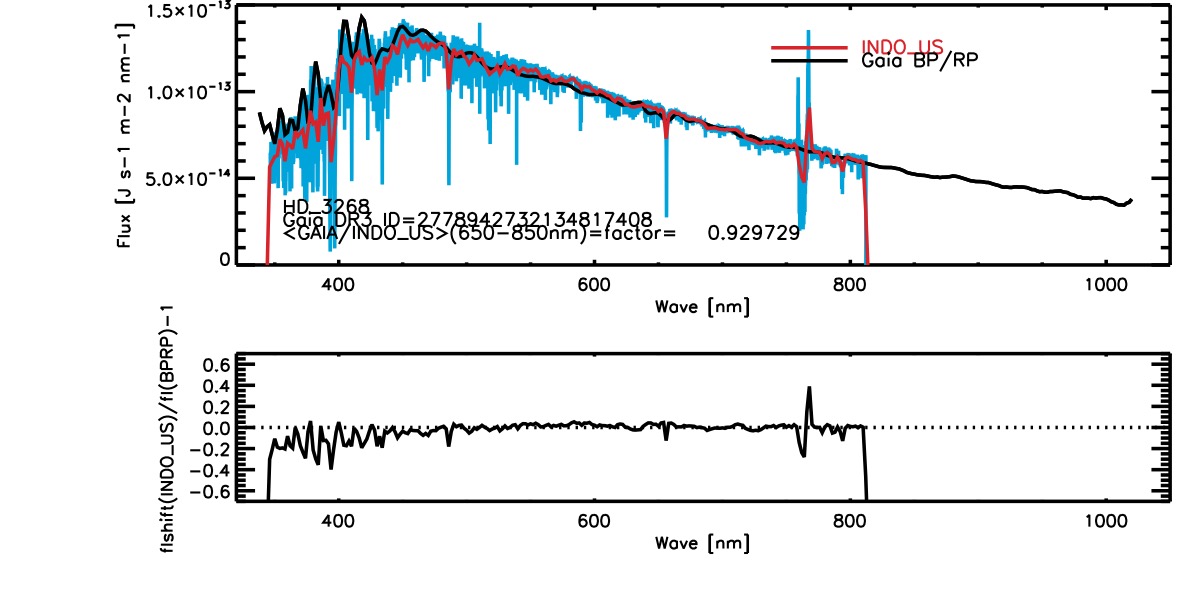 1.5×10⁻¹³
1.0×10⁻¹³
5.0×10⁻¹⁴
0
Flux [J s−1 m−2 nm−1]
INDO_US
Gaia BP/RP
HD_3268
Gaia DR3 ID=2778942732134817408
<GAIA/INDO_US>(650−850nm)=factor= 0.929729
400 600 800 1000
Wave [nm]
0.6
0.4
0.2
0.0
−0.2
−0.4
−0.6
flshift(INDO_US)/fl(BPRP)−1
400 600 800 1000
Wave [nm]